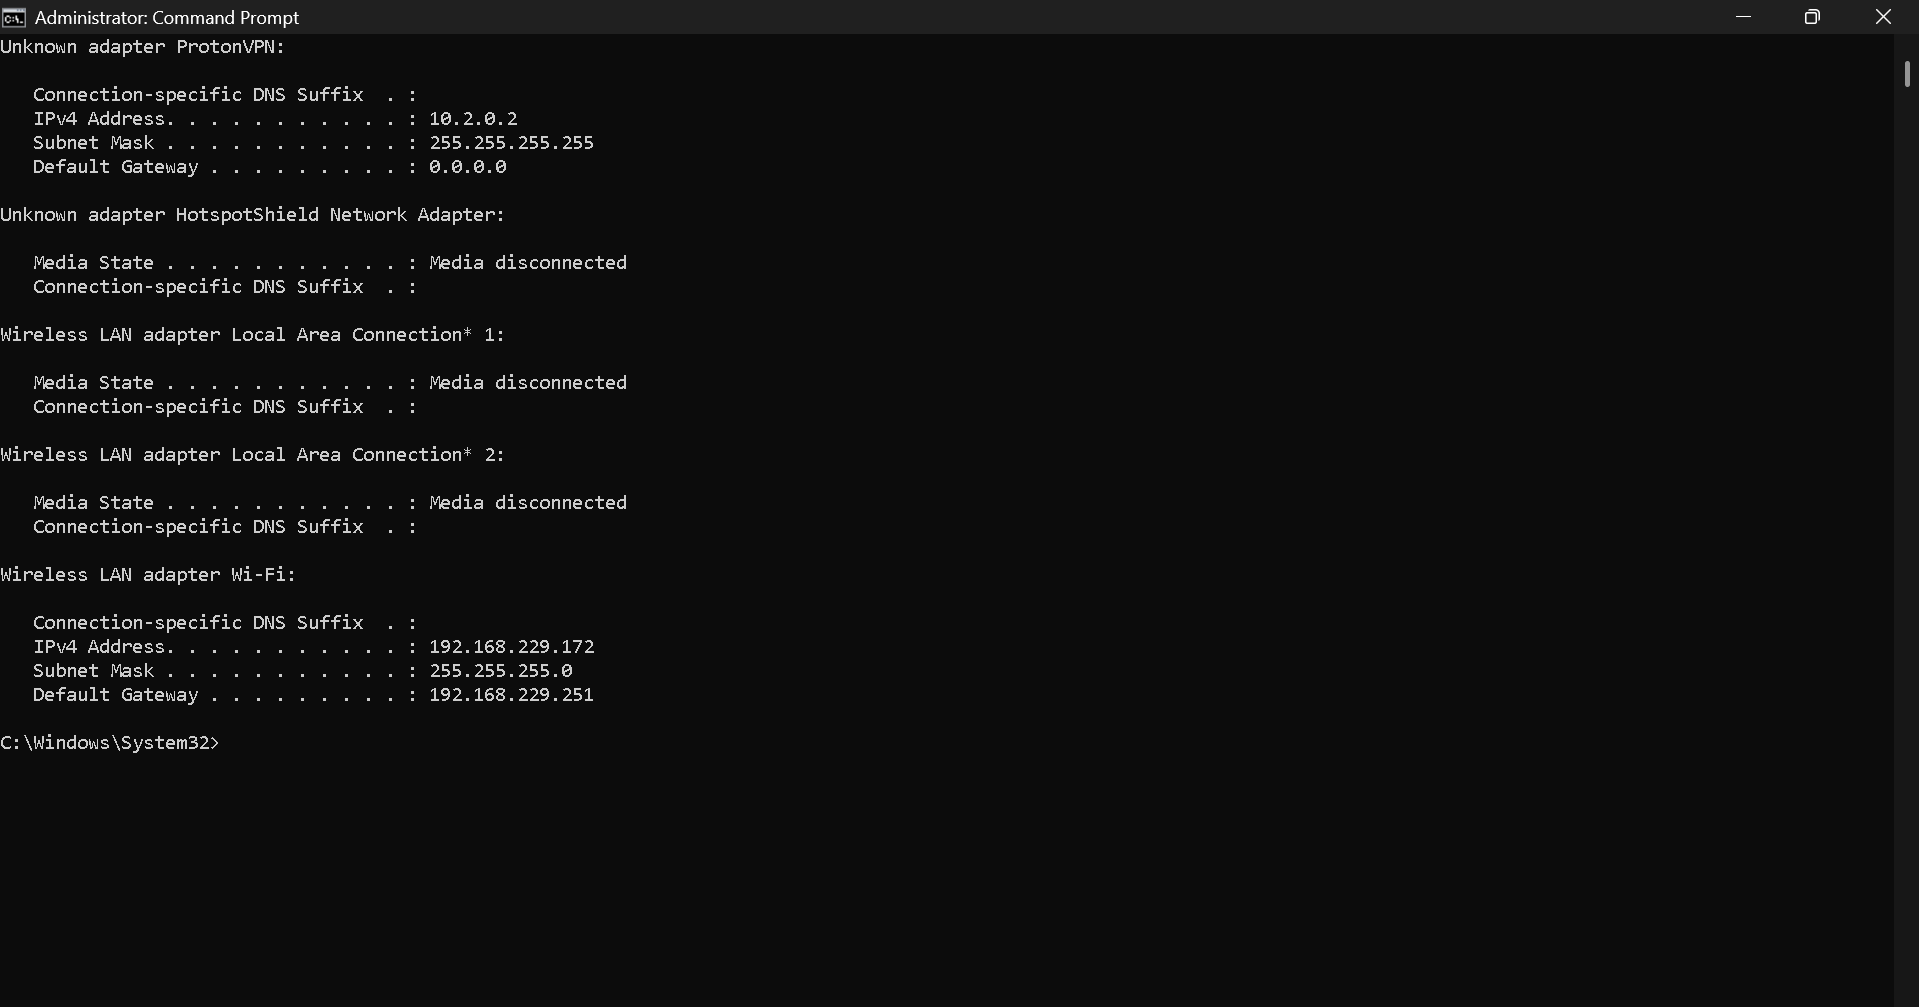 Administrator: Command Prompt
Unknown adapter ProtonVPN:
Connection-specific DNS Suffix . :
IPv4 Address. . . . . . . . . . . : 10.2.0.2
Subnet Mask . . . . . . . . . . . : 255.255.255.255
Default Gateway . . . . . . . . . : 0.0.0.0
Unknown adapter HotspotShield Network Adapter:
Media State . . . . . . . . . . . : Media disconnected
Connection-specific DNS Suffix . :
Wireless LAN adapter Local Area Connection* 1:
Media State . . . . . . . . . . . : Media disconnected
Connection-specific DNS Suffix . :
Wireless LAN adapter Local Area Connection* 2:
Media State . . . . . . . . . . . : Media disconnected
Connection-specific DNS Suffix . :
Wireless LAN adapter Wi-Fi:
Connection-specific DNS Suffix . :
IPv4 Address. . . . . . . . . . . : 192.168.229.172
Subnet Mask . . . . . . . . . . . : 255.255.255.0
Default Gateway . . . . . . . . . : 192.168.229.251
C:\Windows\System32>